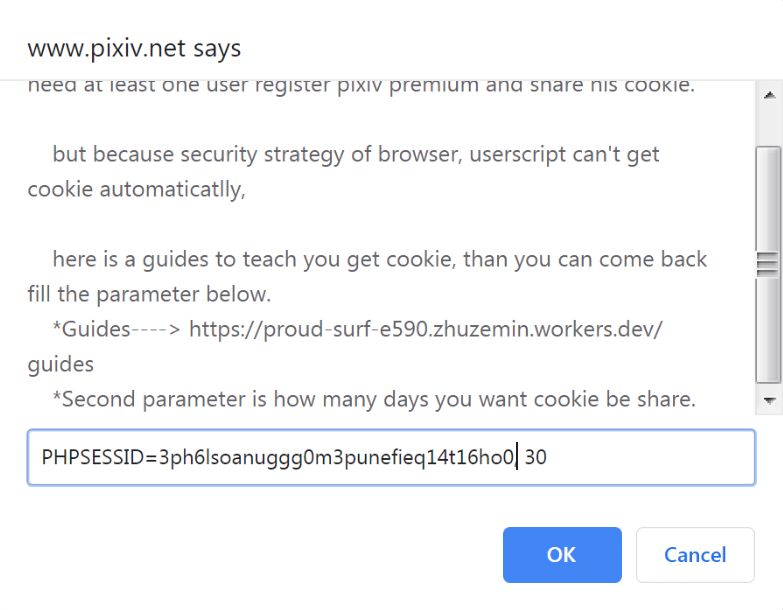 www.pixiv.net says
need at least one user register pixiv premium and share his cookie.
but because security strategy of browser, userscript can't get
cookie automaticatlly,
here is a guides to teach you get cookie, than you can come back
fill the parameter below.
*Guides----> https://proud-surf-e590.zhuzemin.workers.dev/
guides
*Second parameter is how many days you want cookie be share.
PHPSESSID=3ph6lsoanuggg0m3punefieq14t16ho0, 30
OK
Cancel